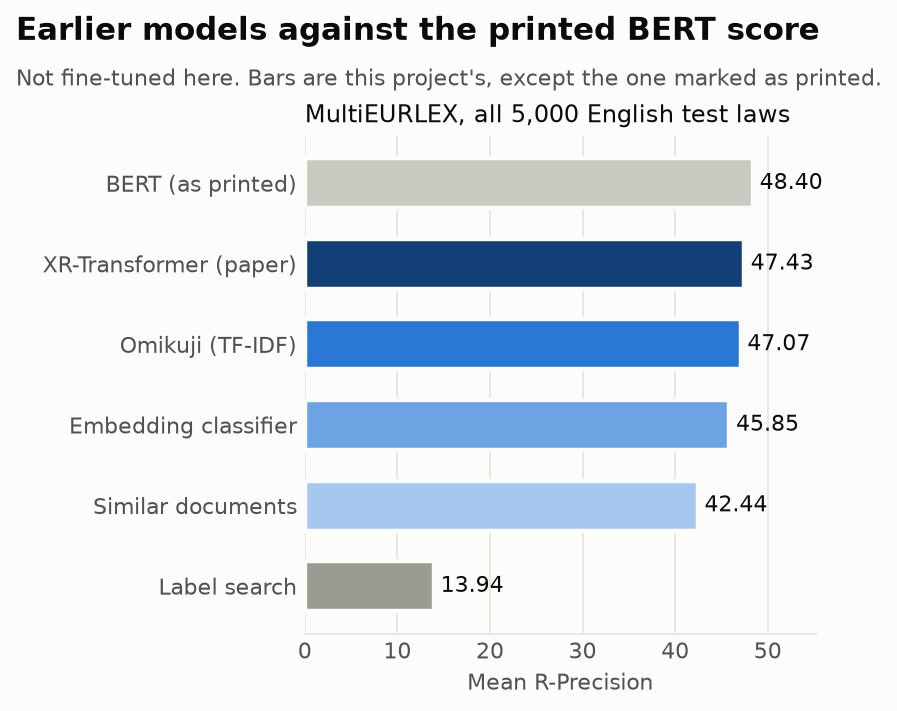 Earlier models against the printed BERT score
Not fine-tuned here. Bars are this project's, except the one marked as printed.
MultiEURLEX, all 5,000 English test laws
BERT (as printed) 48.40
XR-Transformer (paper) 47.43
Omikuji (TF-IDF) 47.07
Embedding classifier 45.85
Similar documents 42.44
Label search 13.94
0 10 20 30 40 50
Mean R-Precision